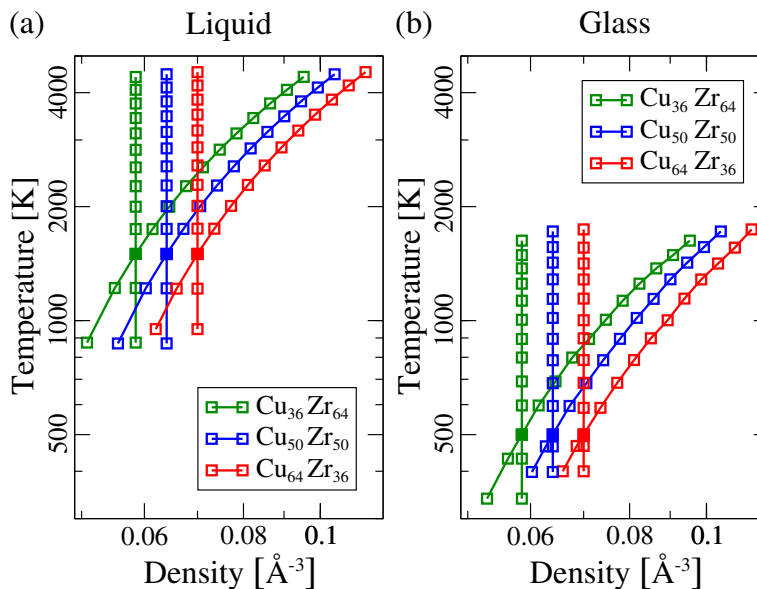 (a) Liquid
Temperature [K]
4000
2000
1000
500
Cu36 Zr64
Cu50 Zr50
Cu64 Zr36
0.06 0.1
Density [Å-3]
(b) Glass
Temperature [K]
4000
2000
1000
500
Cu36 Zr64
Cu50 Zr50
Cu64 Zr36
0.06 0.08 0.1
Density [Å-3]